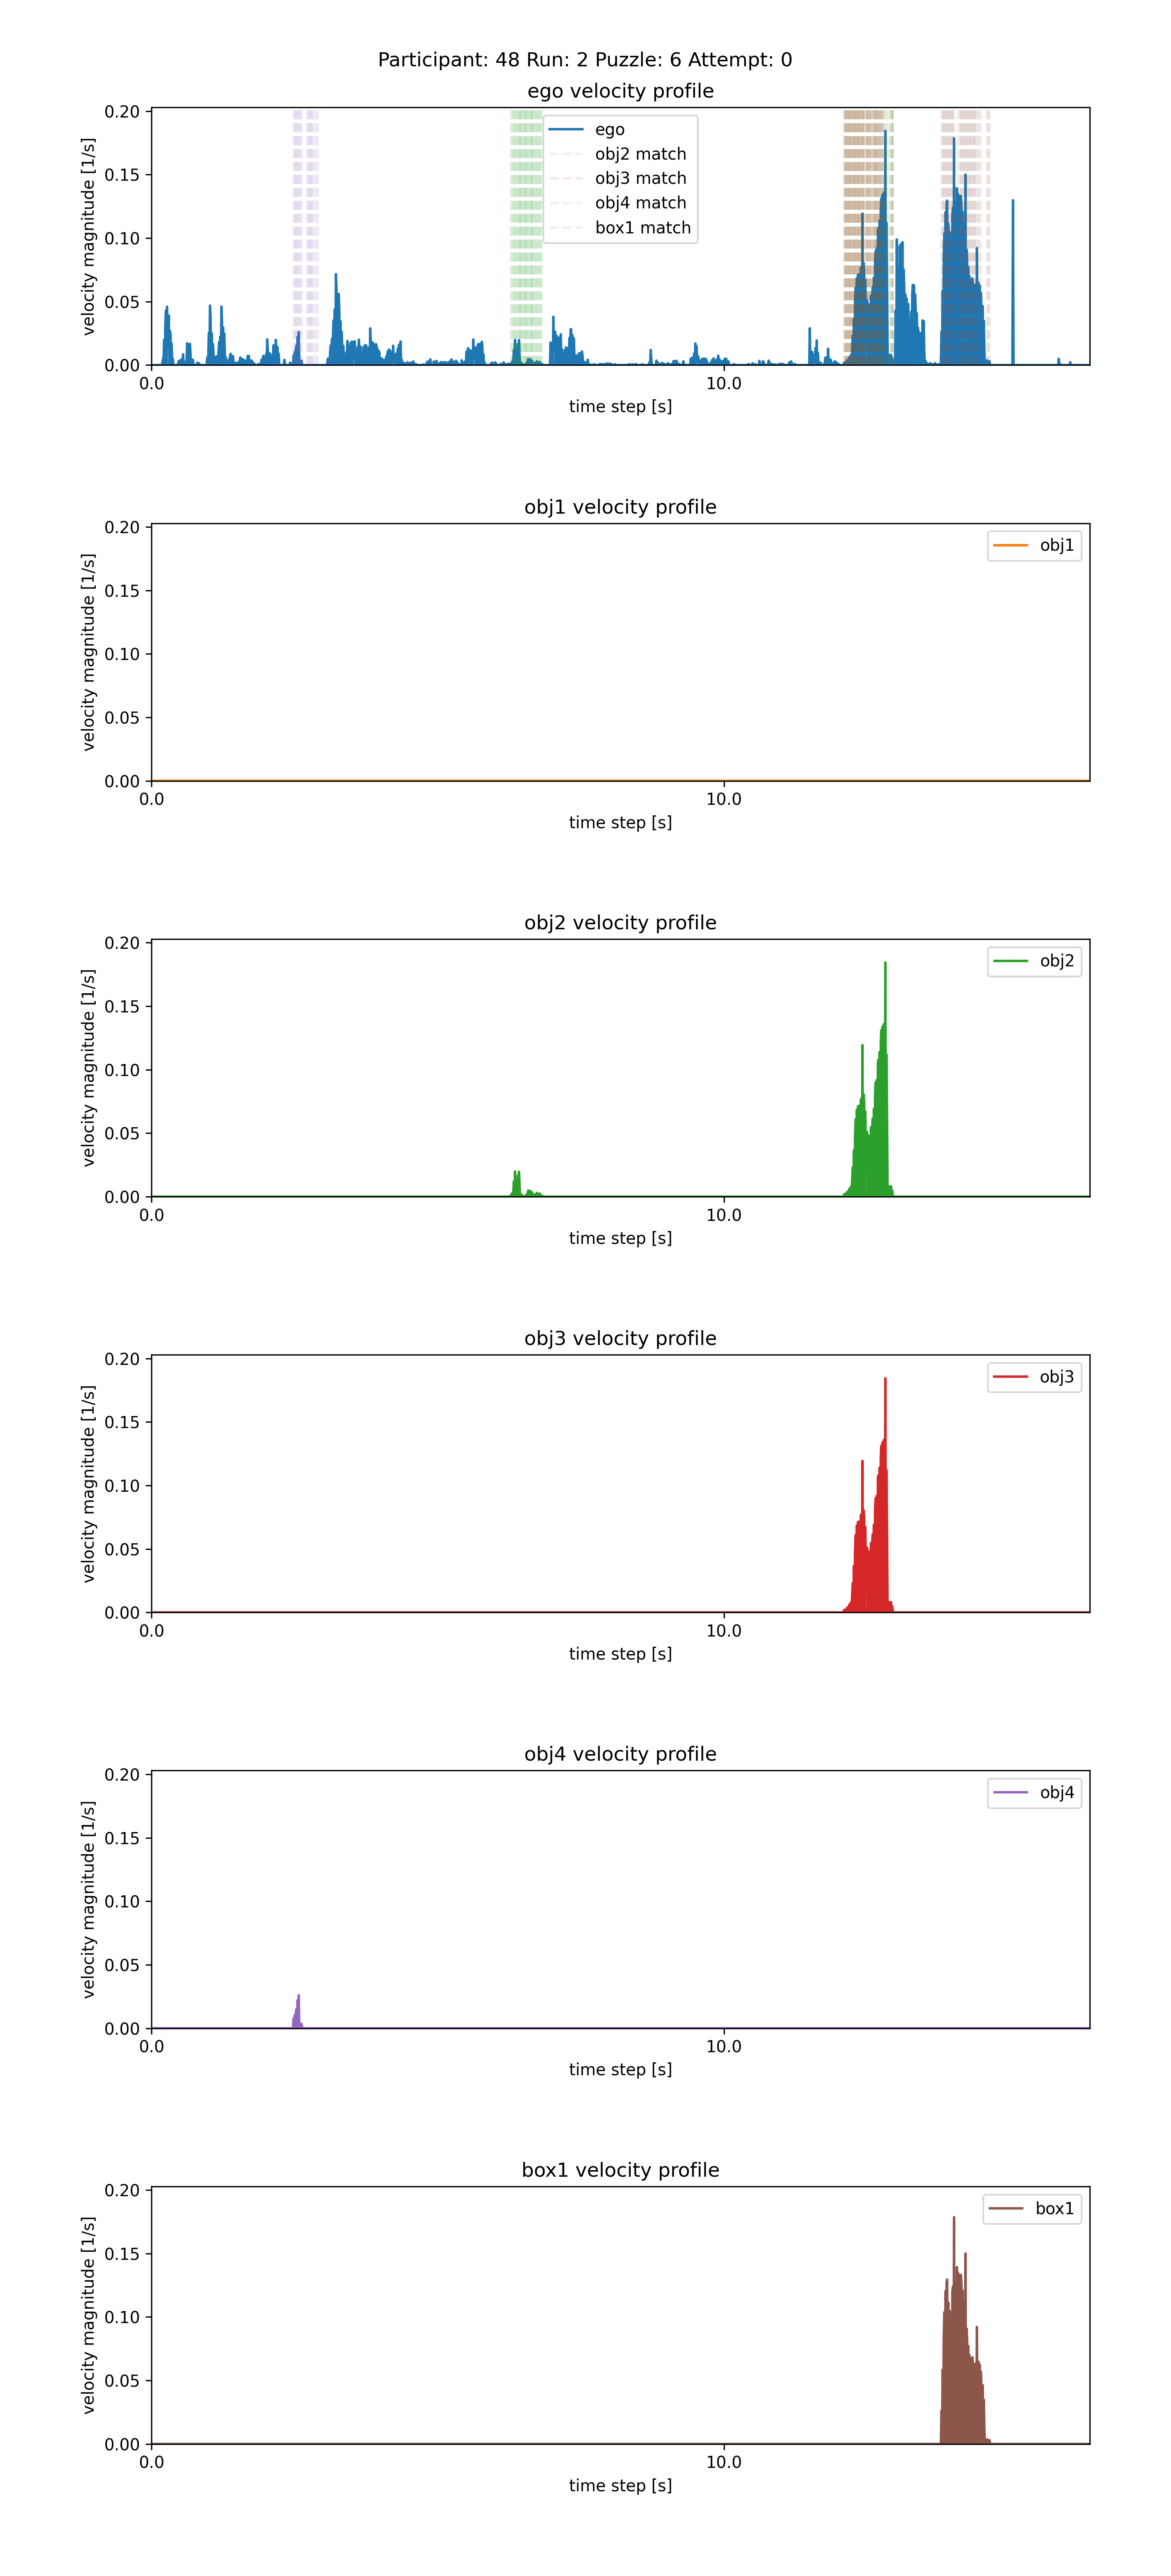 Participant: 48 Run: 2 Puzzle: 6 Attempt: 0
ego velocity profile
velocity magnitude [1/s]
0.20
0.15
0.10
0.05
0.00
ego
obj2 match
obj3 match
obj4 match
box1 match
0.0
10.0
time step [s]
obj1 velocity profile
velocity magnitude [1/s]
0.20
0.15
0.10
0.05
0.00
obj1
0.0
10.0
time step [s]
obj2 velocity profile
velocity magnitude [1/s]
0.20
0.15
0.10
0.05
0.00
obj2
0.0
10.0
time step [s]
obj3 velocity profile
velocity magnitude [1/s]
0.20
0.15
0.10
0.05
0.00
obj3
0.0
10.0
time step [s]
obj4 velocity profile
velocity magnitude [1/s]
0.20
0.15
0.10
0.05
0.00
obj4
0.0
10.0
time step [s]
box1 velocity profile
velocity magnitude [1/s]
0.20
0.15
0.10
0.05
0.00
box1
0.0
10.0
time step [s]